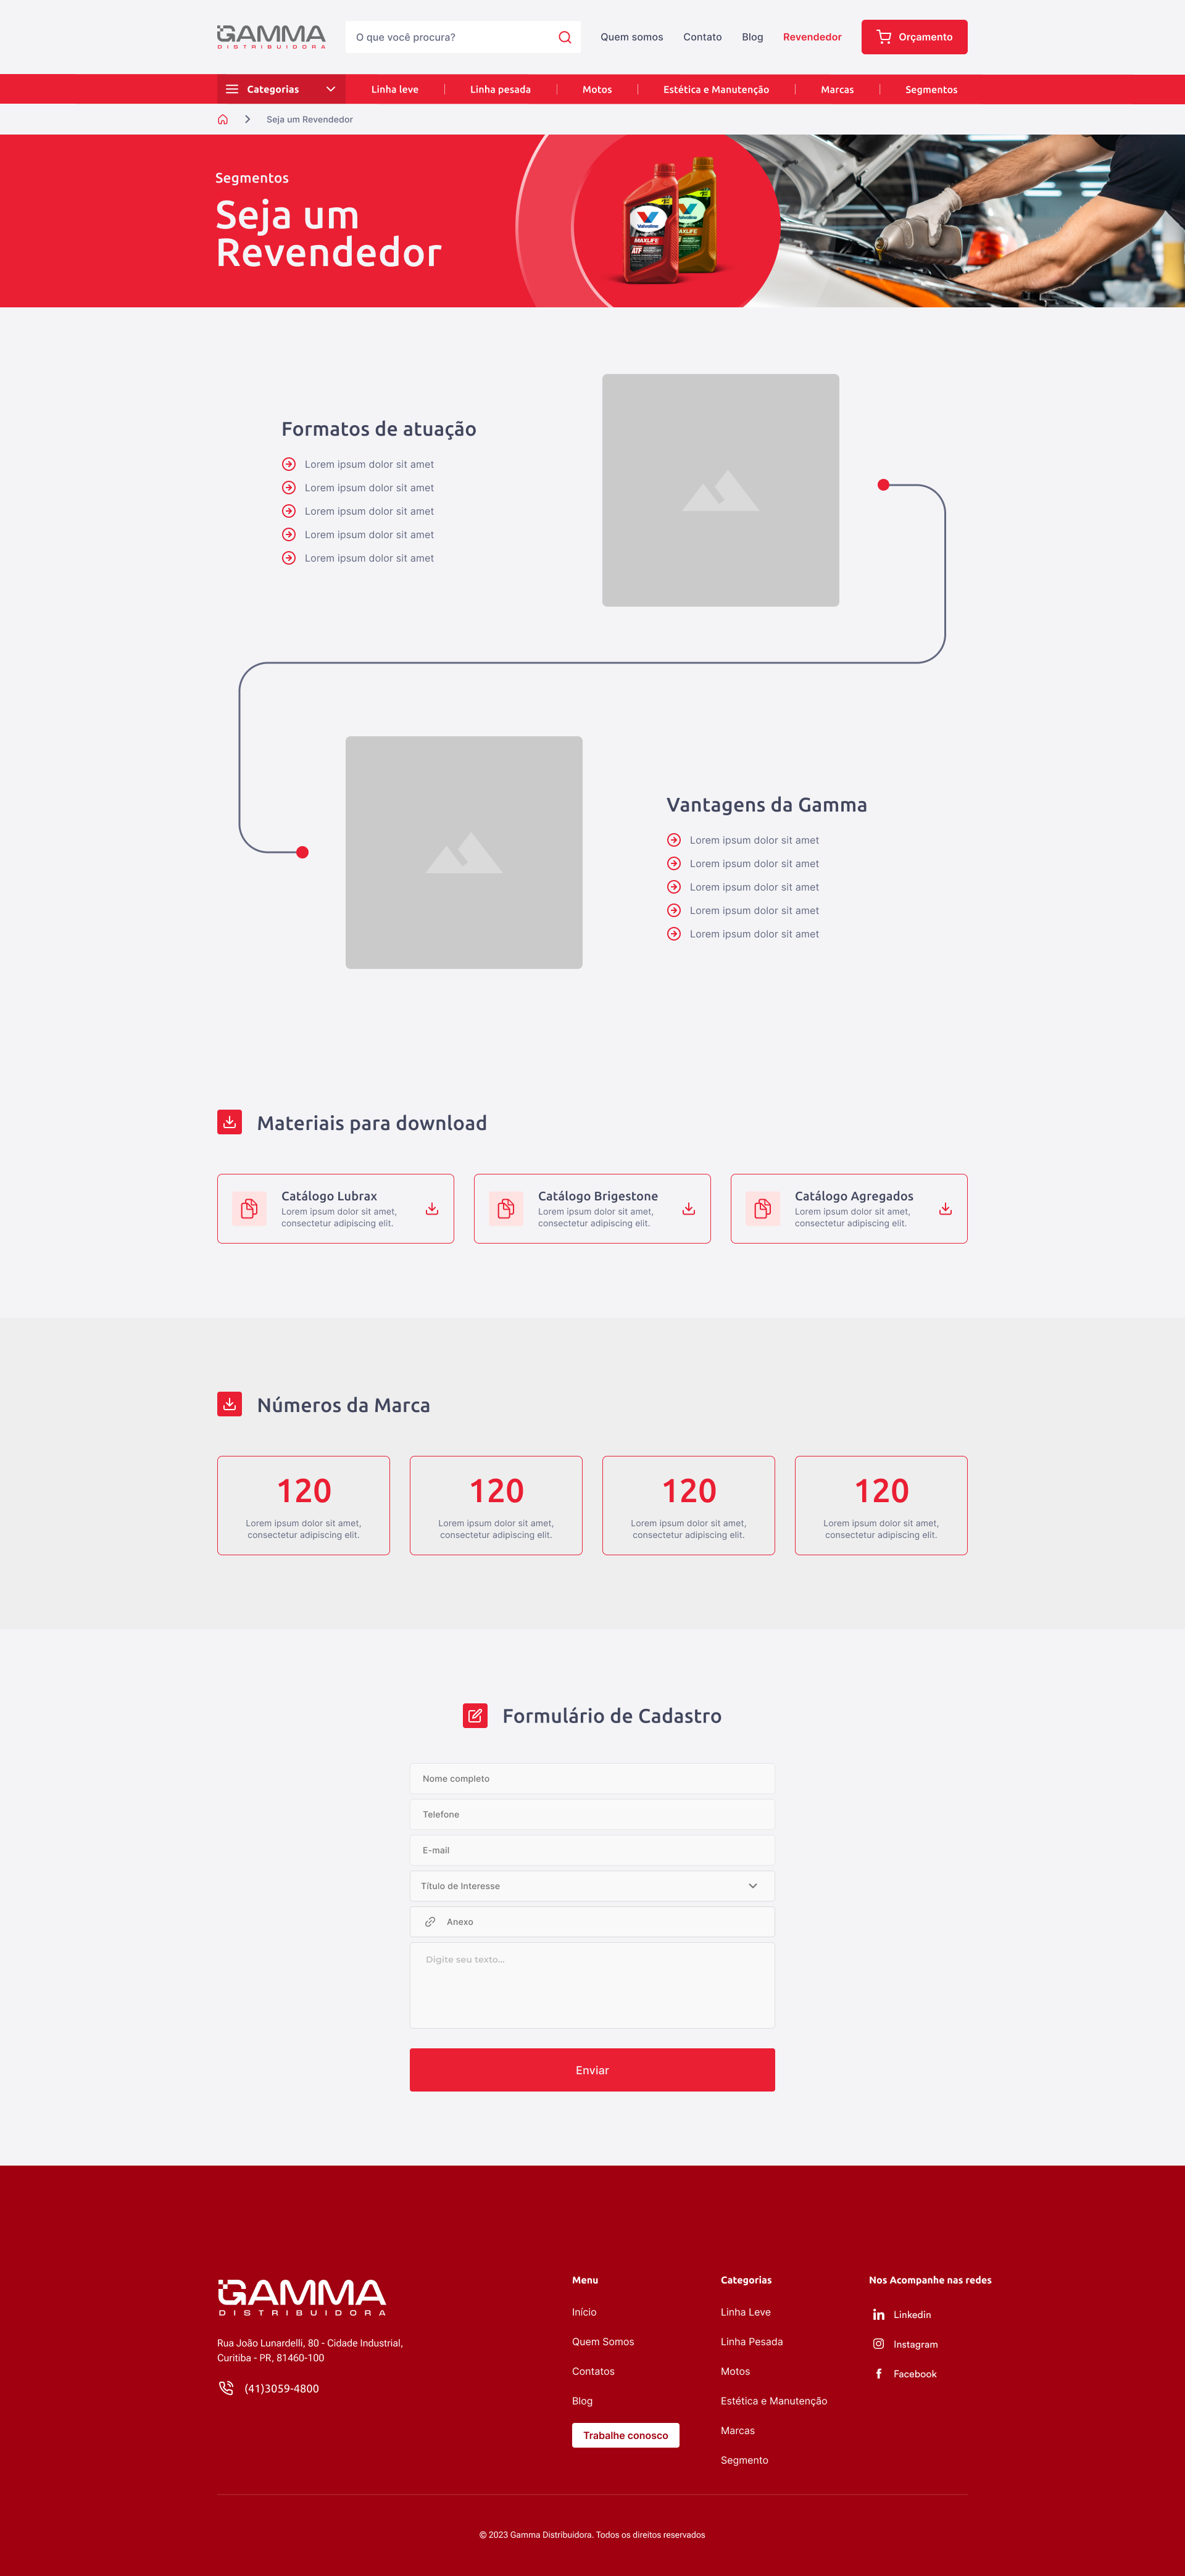 GAMMA
DISTRIBUIDORA
O que você procura?
Quem somos
Contato
Blog
Revendedor
Orçamento
Categorias
Linha leve
Linha pesada
Motos
Estética e Manutenção
Marcas
Segmentos
Seja um Revendedor
Segmentos
Seja um
Revendedor
Valvoline
MAXLIFE
ATF
Valvoline
MAXLIFE
Formatos de atuação
Lorem ipsum dolor sit amet
Lorem ipsum dolor sit amet
Lorem ipsum dolor sit amet
Lorem ipsum dolor sit amet
Lorem ipsum dolor sit amet
Vantagens da Gamma
Lorem ipsum dolor sit amet
Lorem ipsum dolor sit amet
Lorem ipsum dolor sit amet
Lorem ipsum dolor sit amet
Lorem ipsum dolor sit amet
Materiais para download
Catálogo Lubrax
Lorem ipsum dolor sit amet,
consectetur adipiscing elit.
Catálogo Brigestone
Lorem ipsum dolor sit amet,
consectetur adipiscing elit.
Catálogo Agregados
Lorem ipsum dolor sit amet,
consectetur adipiscing elit.
Números da Marca
120
Lorem ipsum dolor sit amet,
consectetur adipiscing elit.
120
Lorem ipsum dolor sit amet,
consectetur adipiscing elit.
120
Lorem ipsum dolor sit amet,
consectetur adipiscing elit.
120
Lorem ipsum dolor sit amet,
consectetur adipiscing elit.
Formulário de Cadastro
Nome completo
Telefone
E-mail
Título de Interesse
Anexo
Digite seu texto...
Enviar
GAMMA
DISTRIBUIDORA
Rua João Lunardelli, 80 - Cidade Industrial,
Curitiba - PR, 81460-100
(41)3059-4800
Menu
Início
Quem Somos
Contatos
Blog
Trabalhe conosco
Categorias
Linha Leve
Linha Pesada
Motos
Estética e Manutenção
Marcas
Segmento
Nos Acompanhe nas redes
Linkedin
Instagram
Facebook
© 2023 Gamma Distribuidora. Todos os direitos reservados